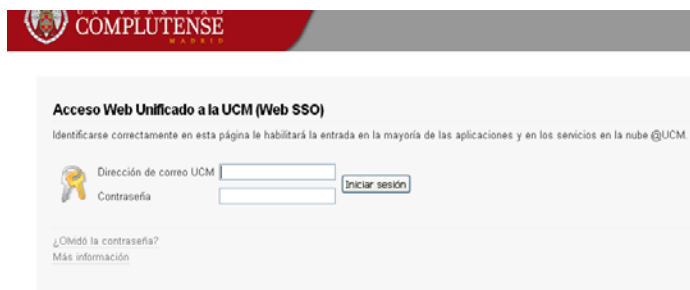 UNIVERSIDAD
COMPLUTENSE
MADRID
Acceso Web Unificado a la UCM (Web SSO)
Identificarse correctamente en esta página le habilitará la entrada en la mayoría de las aplicaciones y en los servicios en la nube @UCM.
Dirección de correo UCM
Iniciar sesión
Contraseña
¿Olvidó la contraseña?
Más información